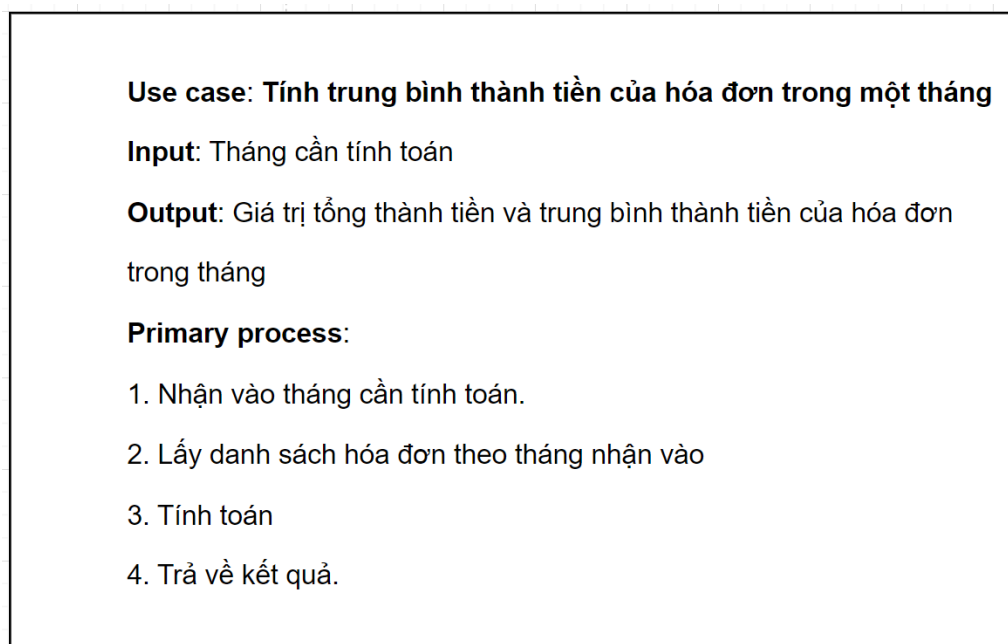 Use case: Tính trung bình thành tiền của hóa đơn trong một tháng
Input: Tháng cần tính toán
Output: Giá trị tổng thành tiền và trung bình thành tiền của hóa đơn
trong tháng
Primary process:
1. Nhận vào tháng cần tính toán.
2. Lấy danh sách hóa đơn theo tháng nhận vào
3. Tính toán
4. Trả về kết quả.